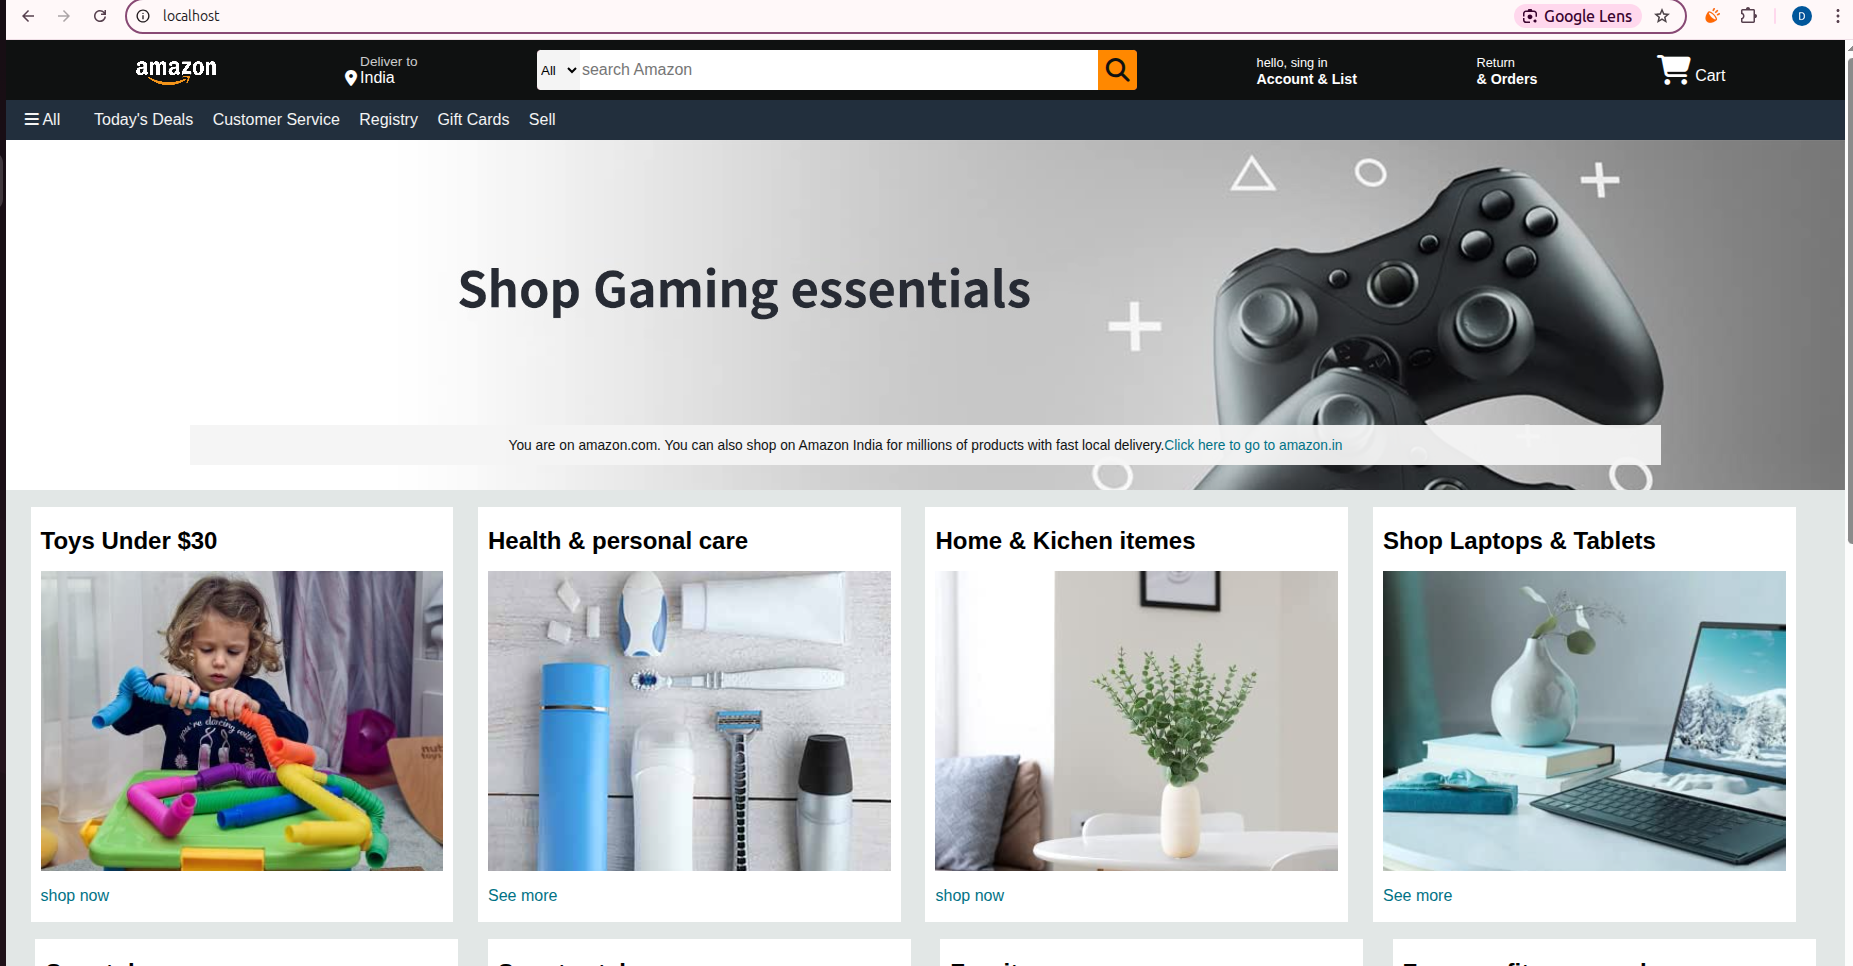 localhost
Google Lens
D
amazon
Deliver to
India
All
search Amazon
hello, sing in
Account & List
Return
& Orders
Cart
All
Today's Deals
Customer Service
Registry
Gift Cards
Sell
Shop Gaming essentials
You are on amazon.com. You can also shop on Amazon India for millions of products with fast local delivery.Click here to go to amazon.in
Toys Under $30
Health & personal care
Home & Kichen itemes
Shop Laptops & Tablets
you're dancing with
shop now
See more
shop now
See more